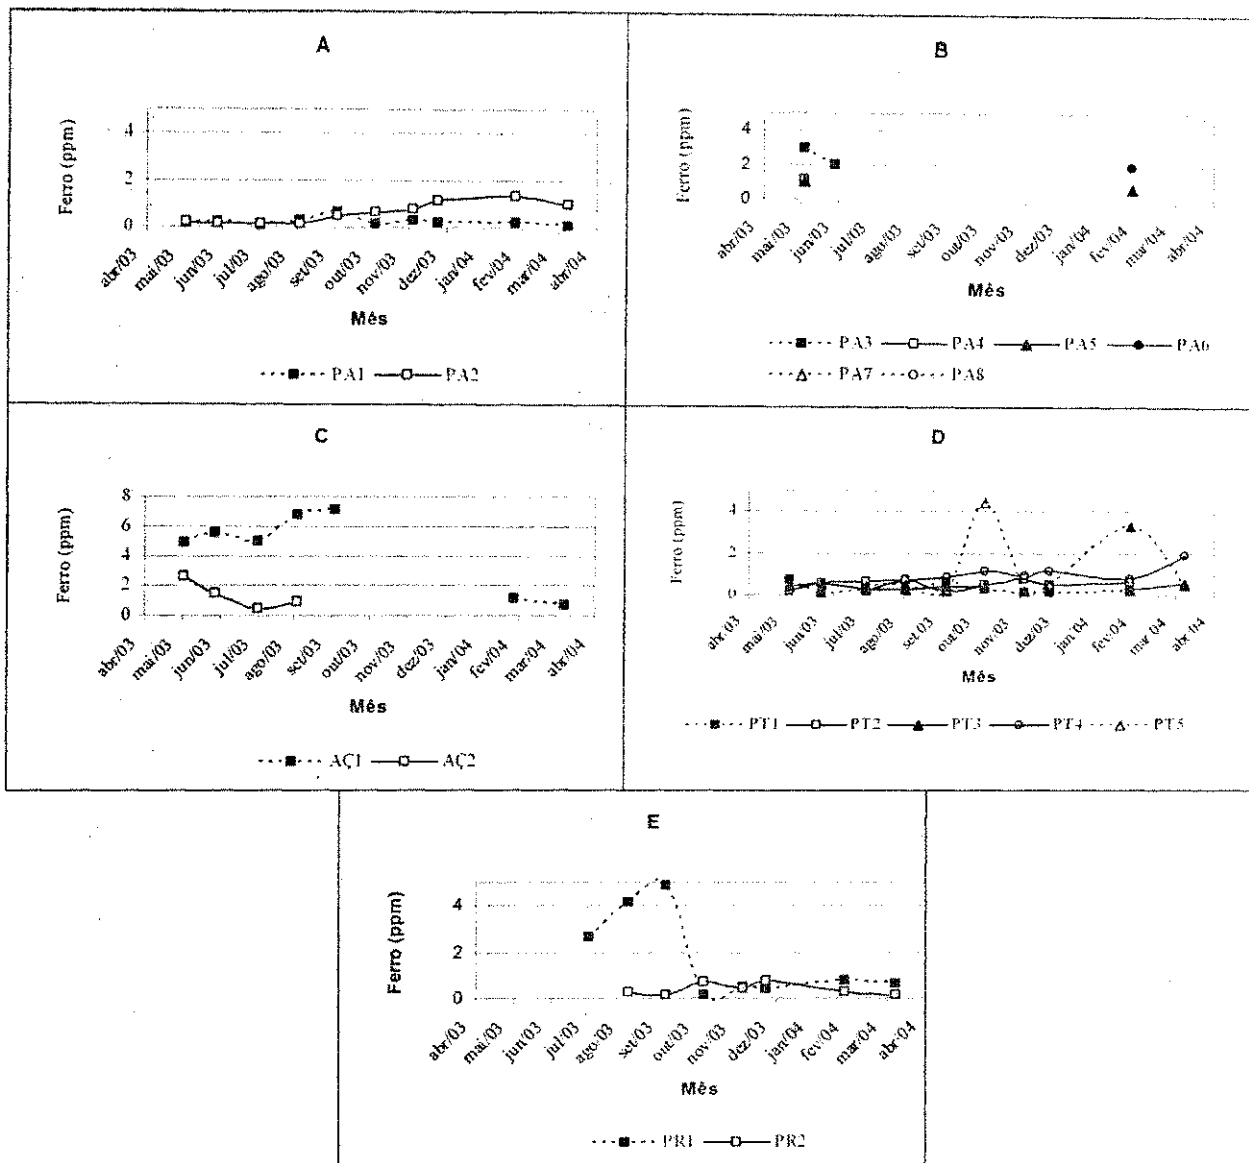 A
Ferro (ppm)
4
2
0
abr/03 mai/03 jun/03 jul/03 ago/03 set/03 out/03 nov/03 dez/03 jan/04 fev/04 mar/04 abr/04
Mês
PA1 PA2
B
Ferro (ppm)
4
2
0
abr/03 mai/03 jun/03 jul/03 ago/03 set/03 out/03 nov/03 dez/03 jan/04 fev/04 mar/04 abr/04
Mês
PA3 PA4 PA5 PA6
PA7 PA8
C
Ferro (ppm)
8
6
4
2
0
abr/03 mai/03 jun/03 jul/03 ago/03 set/03 out/03 nov/03 dez/03 jan/04 fev/04 mar/04 abr/04
Mês
AÇ1 AÇ2
D
Ferro (ppm)
4
2
0
abr/03 mai/03 jun/03 jul/03 ago/03 set/03 out/03 nov/03 dez/03 jan/04 fev/04 mar/04 abr/04
Mês
PT1 PT2 PT3 PT4 PT5
E
Ferro (ppm)
4
2
0
abr/03 mai/03 jun/03 jul/03 ago/03 set/03 out/03 nov/03 dez/03 jan/04 fev/04 mar/04 abr/04
Mês
PR1 PR2